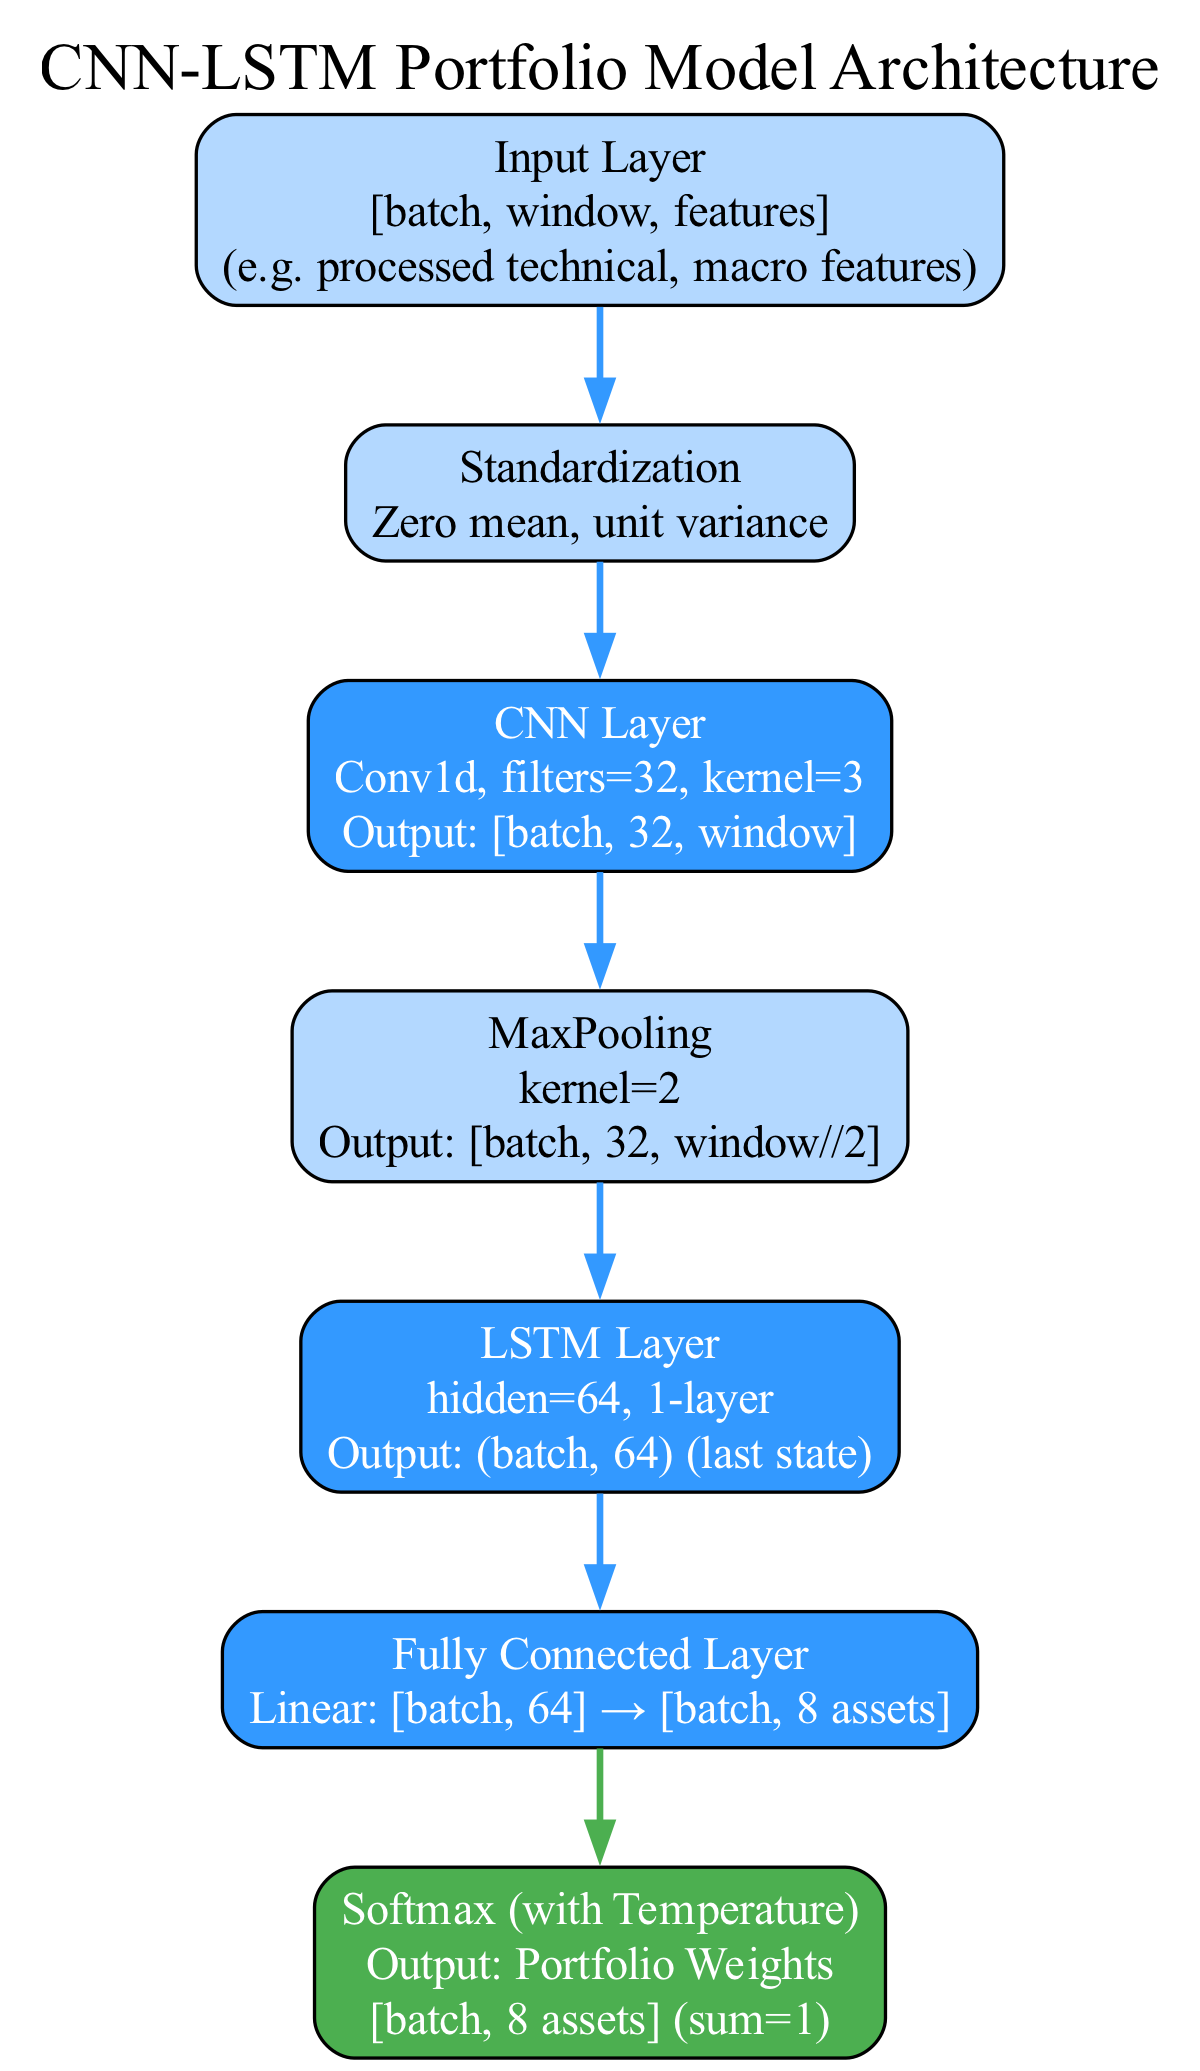 CNN-LSTM Portfolio Model Architecture
Input Layer
[batch, window, features]
(e.g. processed technical, macro features)
Standardization
Zero mean, unit variance
CNN Layer
Conv1d, filters=32, kernel=3
Output: [batch, 32, window]
MaxPooling
kernel=2
Output: [batch, 32, window//2]
LSTM Layer
hidden=64, 1-layer
Output: (batch, 64) (last state)
Fully Connected Layer
Linear: [batch, 64] → [batch, 8 assets]
Softmax (with Temperature)
Output: Portfolio Weights
[batch, 8 assets] (sum=1)